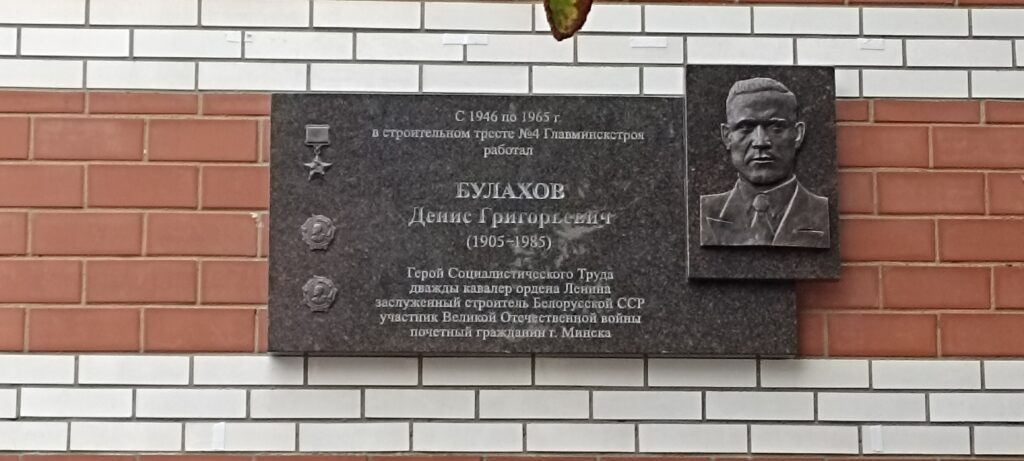 С 1946 по 1965 г.
в строительном тресте №4 Главминскстроя
работал
БУЛАХОВ
Денис Григорьевич
(1905-1985)
Герой Социалистического Труда
дважды кавалер ордена Ленина
заслуженный строитель Белорусской ССР
участник Великой Отечественной войны
почетный гражданин г. Минска